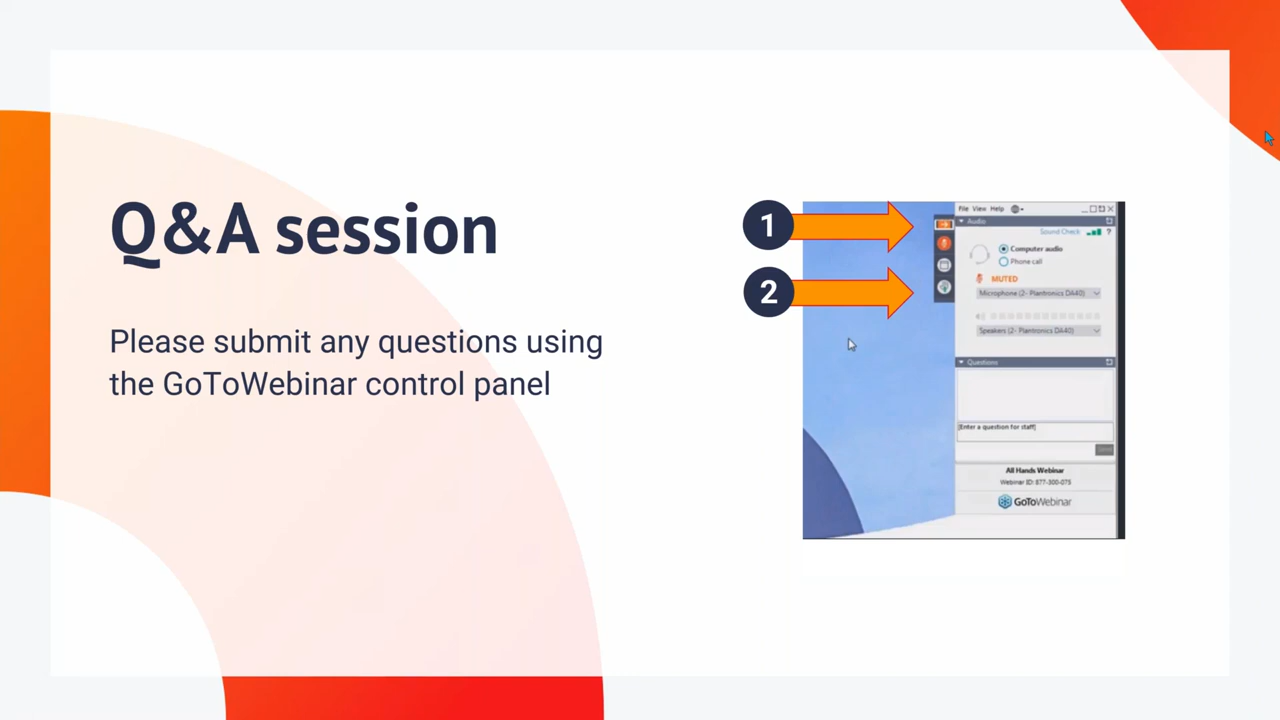 Q&A session
Please submit any questions using
the GoToWebinar control panel
1
2
File View Help
Audio
Sound Check
?
Computer audio
Phone call
MUTED
Microphone (2- Plantronics DA40)
Speakers (2- Plantronics DA40)
Questions
[Enter a question for staff]
All Hands Webinar
Webinar ID: 877-300-075
GoToWebinar